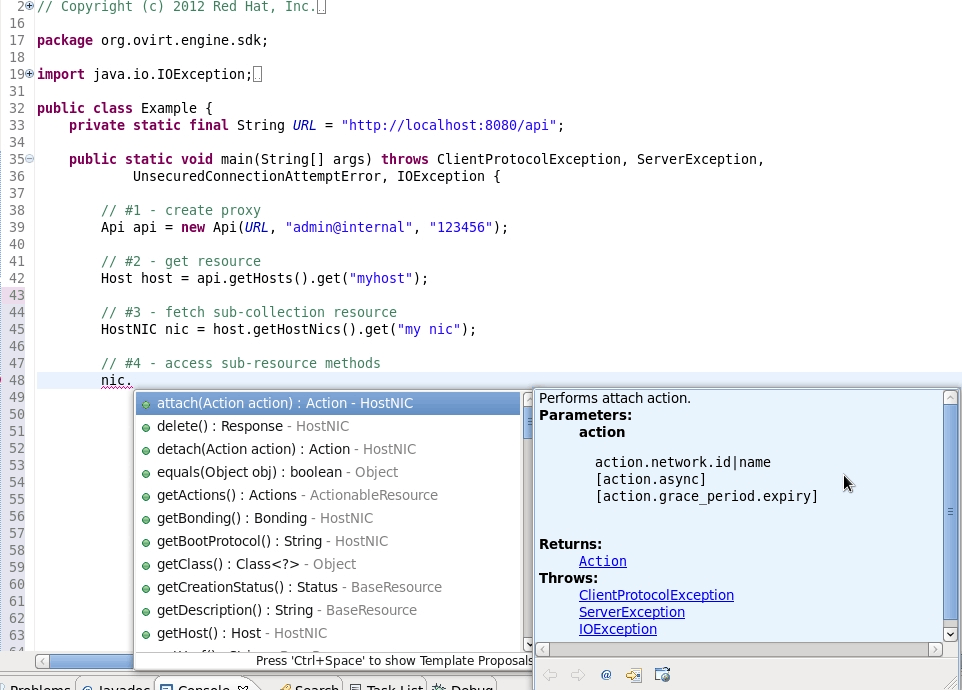 2 // Copyright (c) 2012 Red Hat, Inc.
16
17 package org.ovirt.engine.sdk;
18
19 import java.io.IOException;
31
32 public class Example {
33 private static final String URL = "http://localhost:8080/api";
34
35 public static void main(String[] args) throws ClientProtocolException, ServerException,
36 UnsecuredConnectionAttemptError, IOException {
37
38 // #1 - create proxy
39 Api api = new Api(URL, "admin@internal", "123456");
40
41 // #2 - get resource
42 Host host = api.getHosts().get("myhost");
43
44 // #3 - fetch sub-collection resource
45 HostNIC nic = host.getHostNics().get("my nic");
46
47 // #4 - access sub-resource methods
48 nic.
49
50
51
52
53
54
55
56
57
58
59
60
61
62
63
attach(Action action) : Action - HostNIC
delete() : Response - HostNIC
detach(Action action) : Action - HostNIC
equals(Object obj) : boolean - Object
getActions() : Actions - ActionableResource
getBonding() : Bonding - HostNIC
getBootProtocol() : String - HostNIC
getClass() : Class<?> - Object
getCreationStatus() : Status - BaseResource
getDescription() : String - BaseResource
getHost() : Host - HostNIC
Press 'Ctrl+Space' to show Template Proposals
Performs attach action.
Parameters:
action
action.network.id|name
[action.async]
[action.grace_period.expiry]
Returns:
Action
Throws:
ClientProtocolException
ServerException
IOException
@
Problems @ Javadoc Console Search Task List Debug